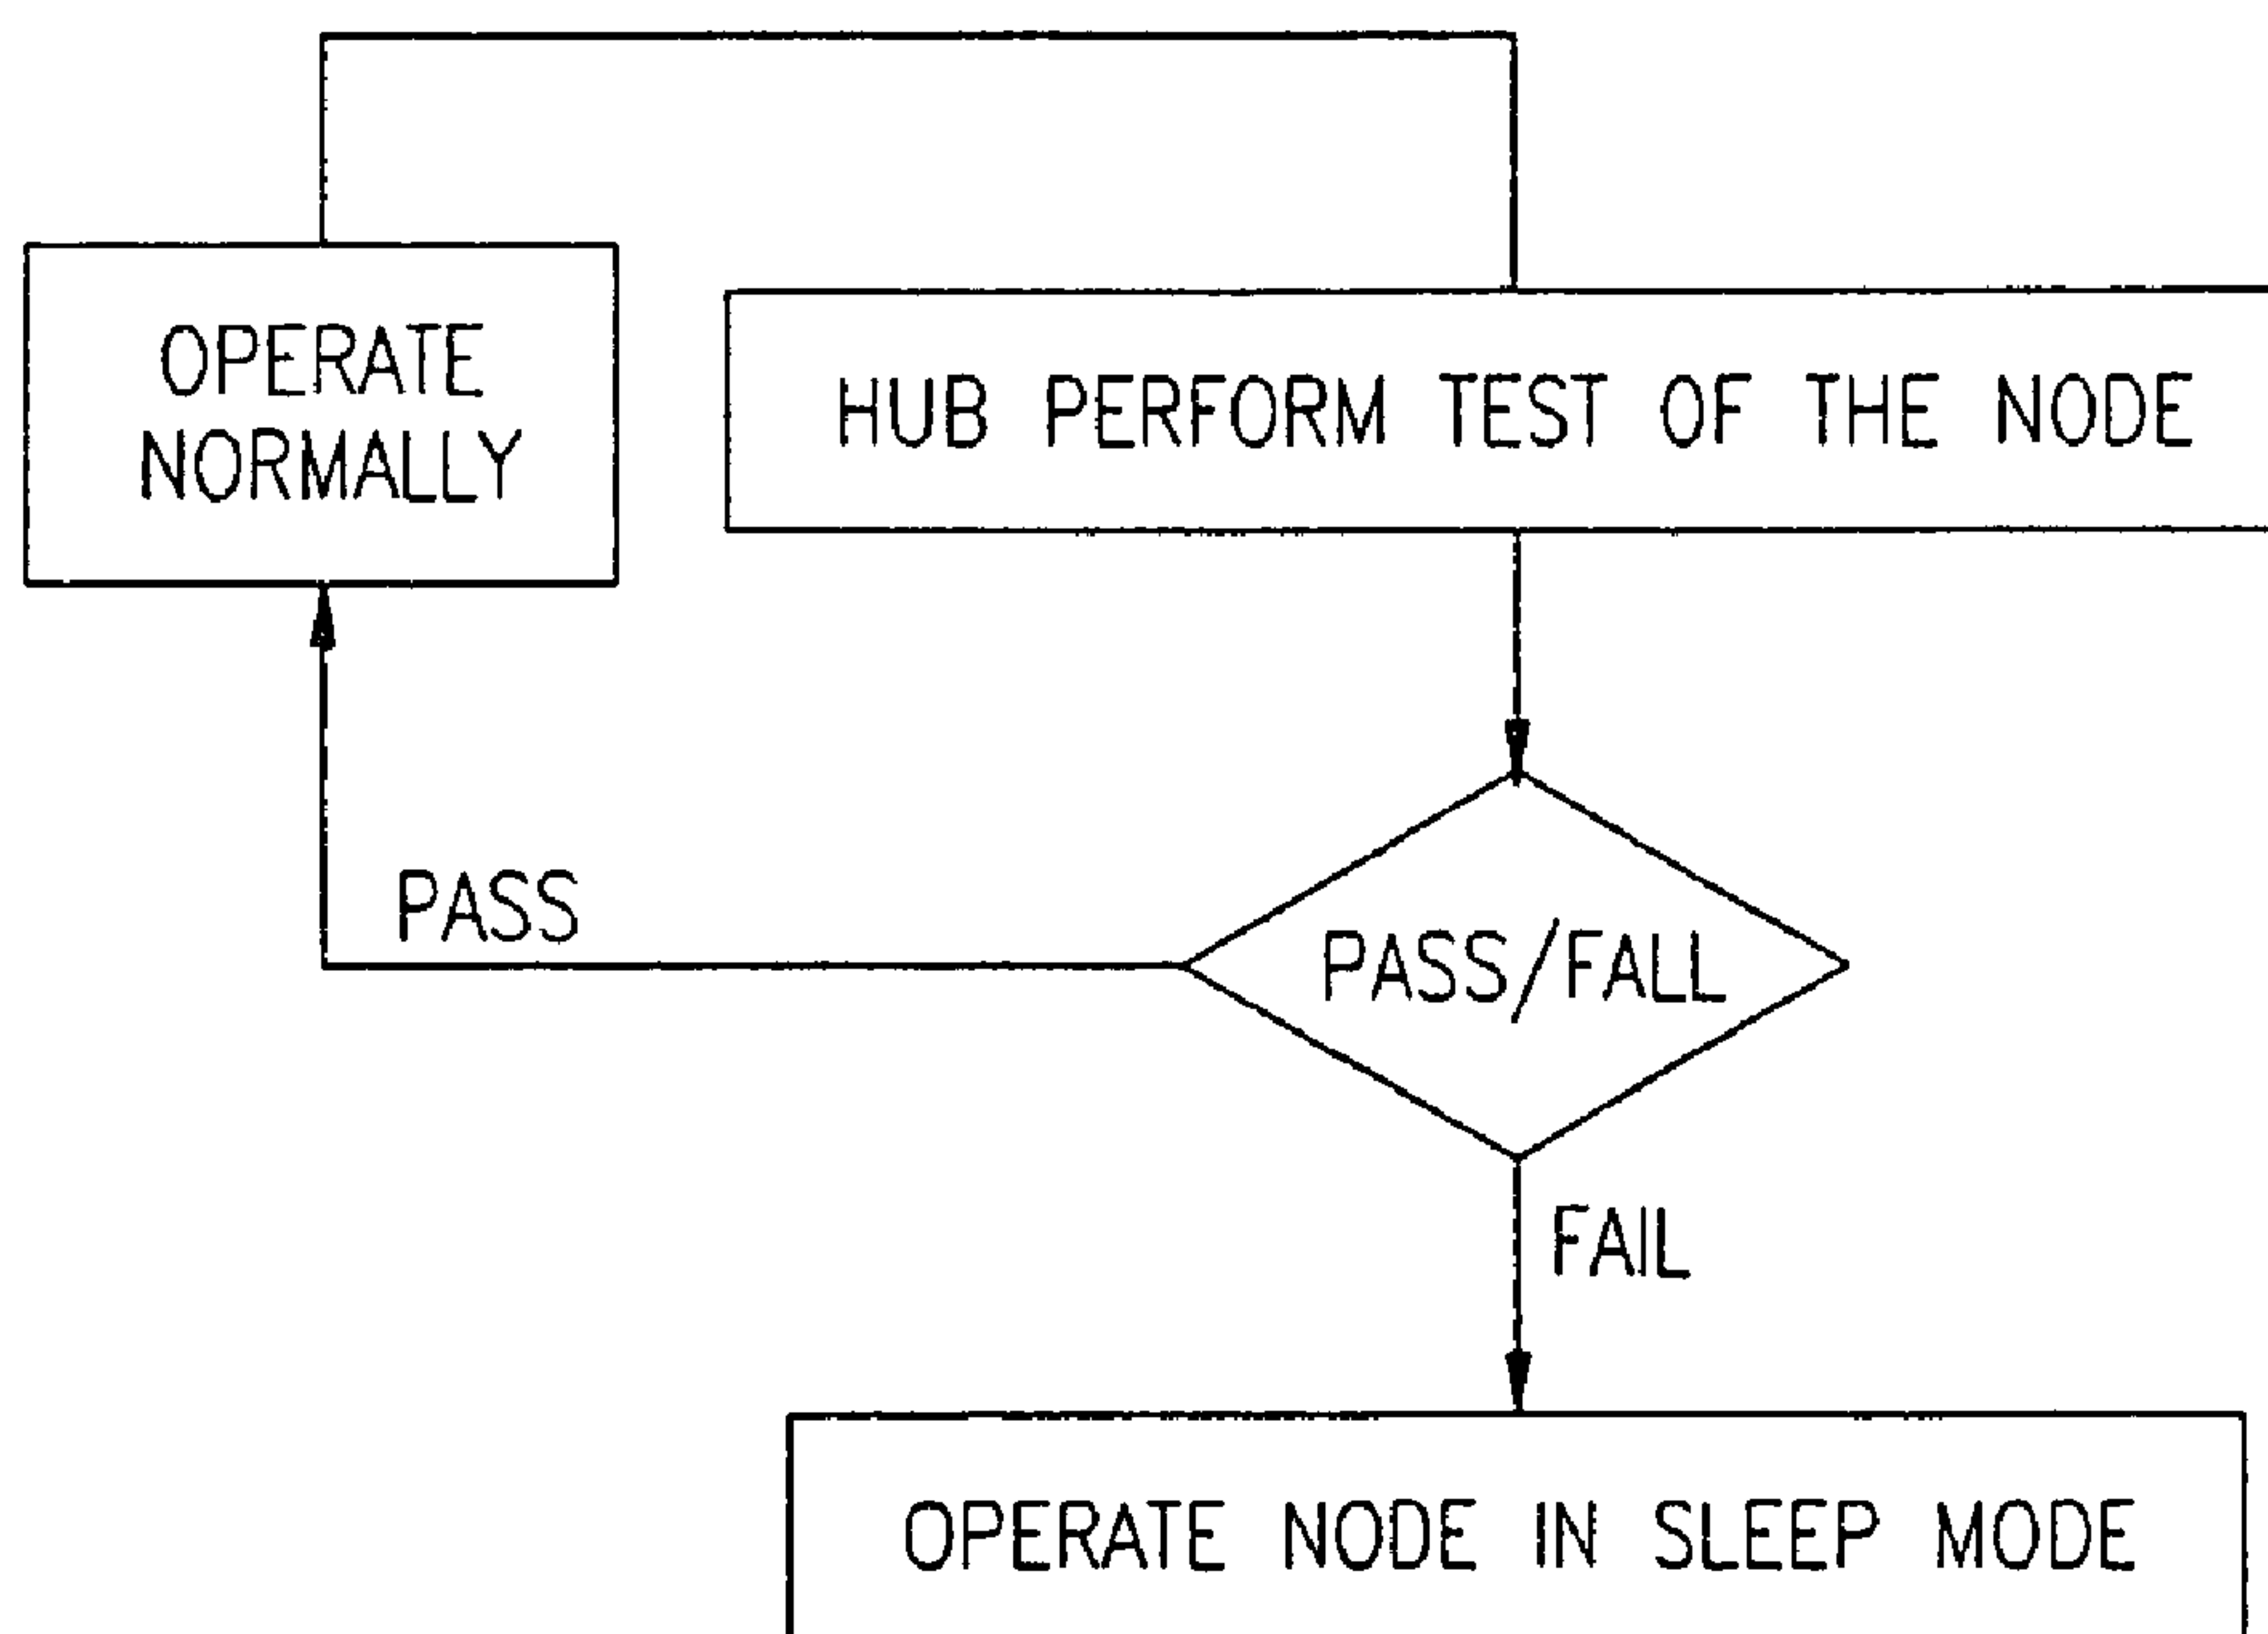 OPERATE
NORMALLY
HUB PERFORM TEST OF THE NODE
PASS
PASS/FALL
FAIL
OPERATE NODE IN SLEEP MODE